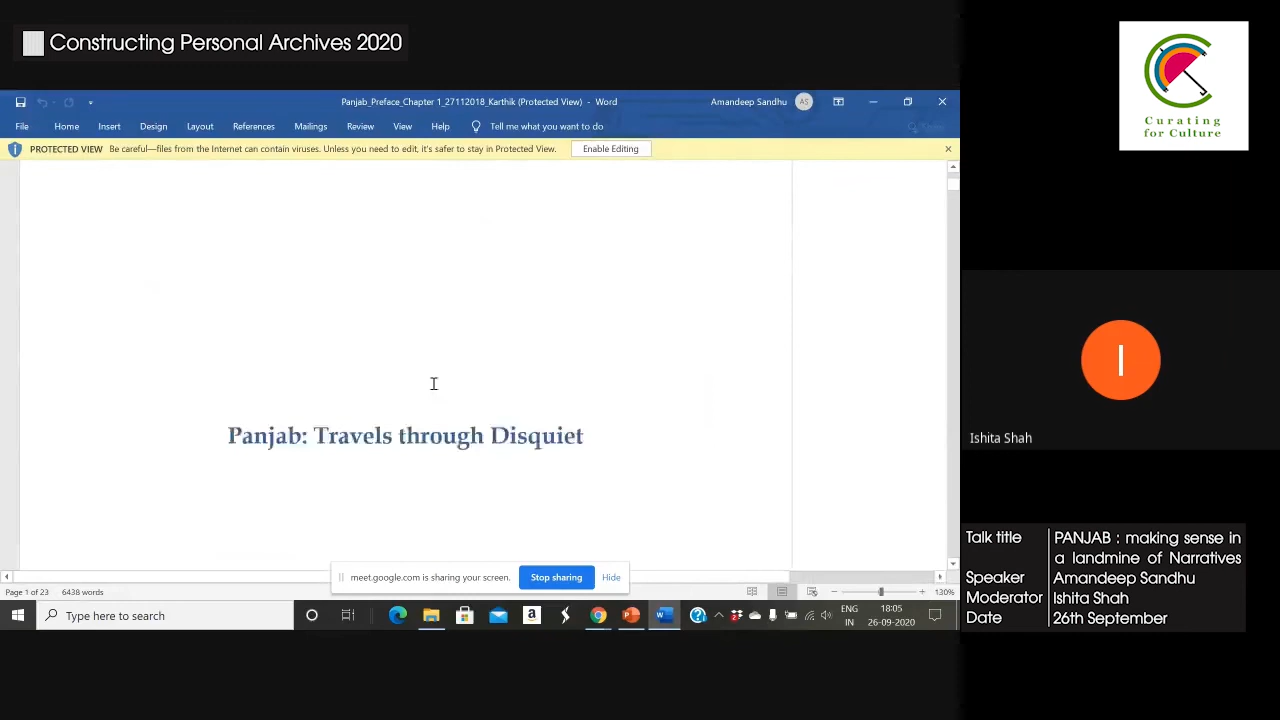 Constructing Personal Archives 2020
Curating
for Culture
Panjab_Preface_Chapter 1_27112018_Karthik (Protected View) - Word
Amandeep Sandhu
AS
File Home Insert Design Layout References Mailings Review View Help Tell me what you want to do
PROTECTED VIEW Be careful—files from the Internet can contain viruses. Unless you need to edit, it's safer to stay in Protected View. Enable Editing
Panjab: Travels through Disquiet
I
Ishita Shah
meet.google.com is sharing your screen. Stop sharing Hide
Page 1 of 23 6438 words
130%
Type here to search
ENG
IN
18:05
26-09-2020
Talk title PANJAB : making sense in
a landmine of Narratives
Speaker Amandeep Sandhu
Moderator Ishita Shah
Date 26th September